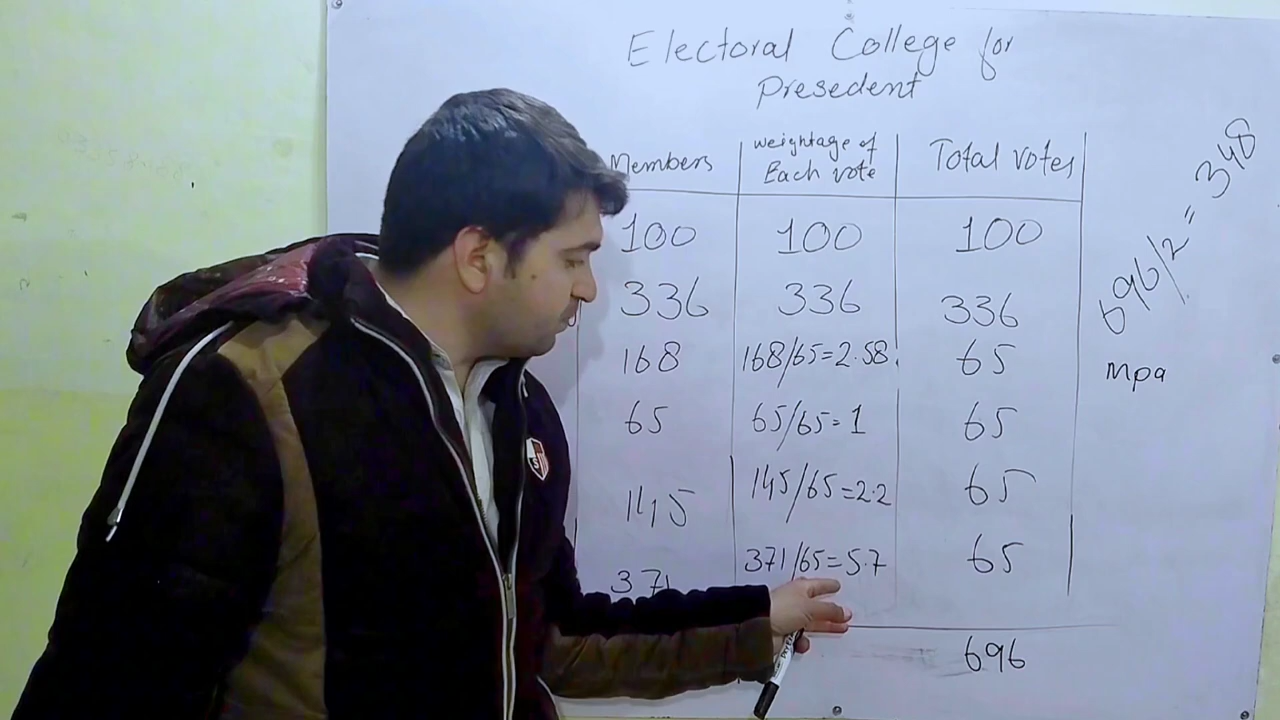 Electoral College for
Presedent
Members weightage of Each vote Total votes
100 100 100
336 336 336
168 168/65=2.58 65
65 65/65=1 65
145 145/65=2.2 65
371 371/65=5.7 65
696
696/2=348
mpa